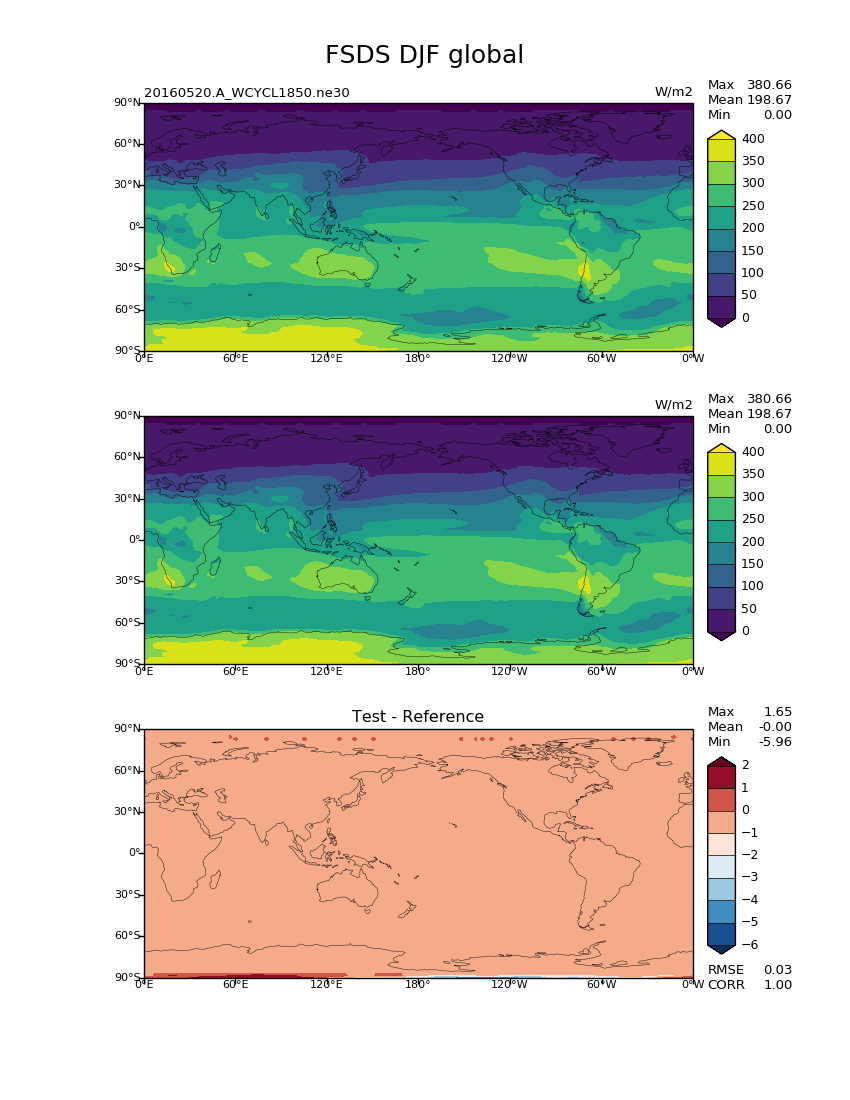 FSDS DJF global
20160520.A_WCYCL1850.ne30
W/m2
Max 380.66
Mean 198.67
Min 0.00
90°N
60°N
30°N
0°
30°S
60°S
90°S
0°E 60°E 120°E 180° 120°W 60°W 0°W
400
350
300
250
200
150
100
50
0
W/m2
Max 380.66
Mean 198.67
Min 0.00
90°N
60°N
30°N
0°
30°S
60°S
90°S
0°E 60°E 120°E 180° 120°W 60°W 0°W
400
350
300
250
200
150
100
50
0
Test - Reference
Max 1.65
Mean -0.00
Min -5.96
90°N
60°N
30°N
0°
30°S
60°S
90°S
0°E 60°E 120°E 180° 120°W 60°W 0°W
2
1
0
−1
−2
−3
−4
−5
−6
RMSE 0.03
CORR 1.00